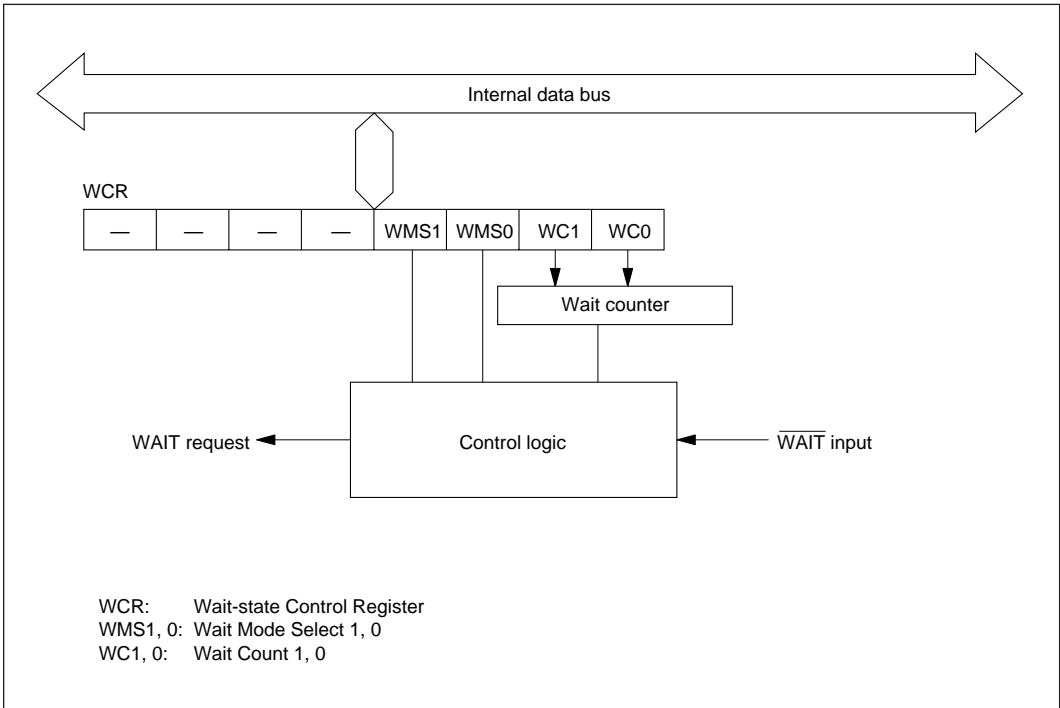 Internal data bus
WCR
— — — — WMS1 WMS0 WC1 WC0
Wait counter
WAIT request Control logic W̅A̅I̅T̅ input
WCR: Wait-state Control Register
WMS1, 0: Wait Mode Select 1, 0
WC1, 0: Wait Count 1, 0